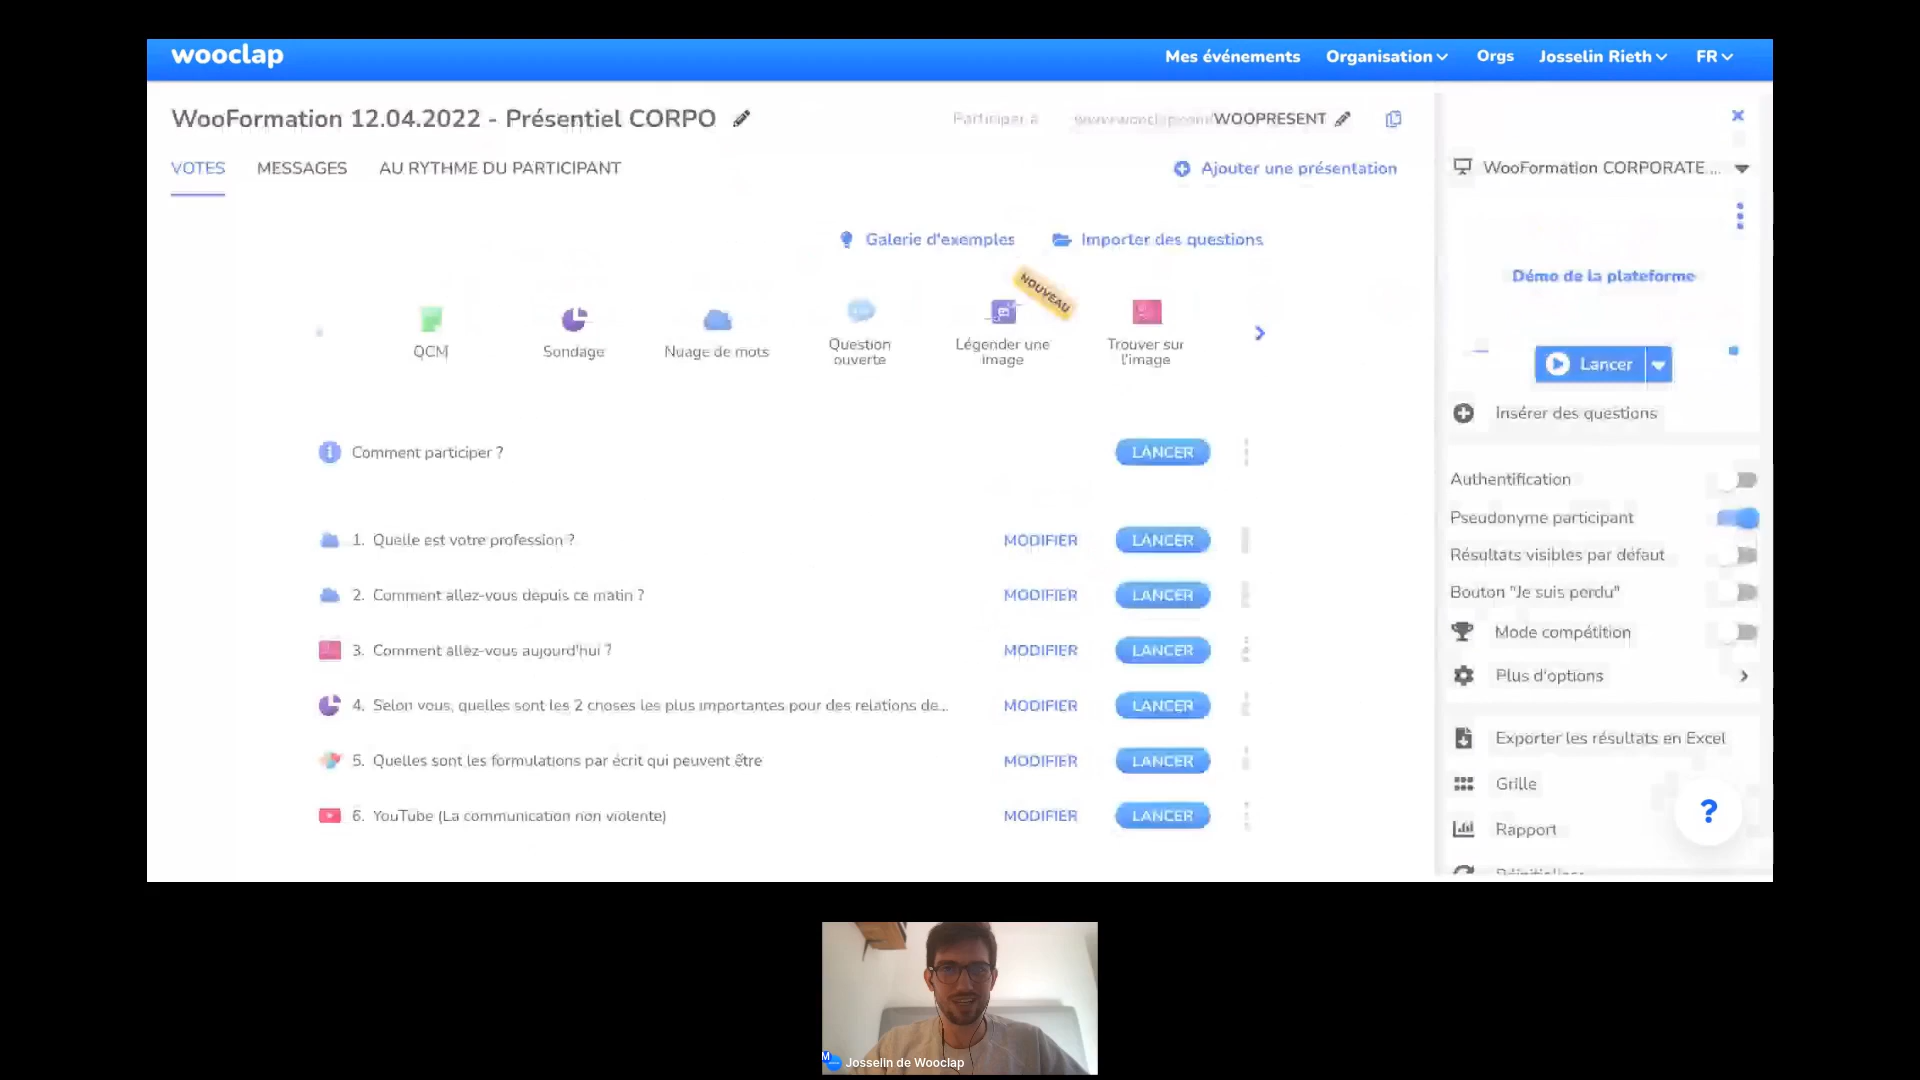 wooclap
Mes événements Organisation Orgs Josselin Rieth FR
WooFormation 12.04.2022 - Présentiel CORPO
Participer à www.wooclap.com/WOOPRESENT
VOTES MESSAGES AU RYTHME DU PARTICIPANT
Ajouter une présentation
Galerie d'exemples Importer des questions
NOUVEAU
QCM
Sondage
Nuage de mots
Question
ouverte
Légender une
image
Trouver sur
l'image
Comment participer ? LANCER
1. Quelle est votre profession ? MODIFIER LANCER
2. Comment allez-vous depuis ce matin ? MODIFIER LANCER
3. Comment allez-vous aujourd'hui ? MODIFIER LANCER
4. Selon vous, quelles sont les 2 choses les plus importantes pour des relations de... MODIFIER LANCER
5. Quelles sont les formulations par écrit qui peuvent être MODIFIER LANCER
6. YouTube (La communication non violente) MODIFIER LANCER
WooFormation CORPORATE ...
Démo de la plateforme
Lancer
Insérer des questions
Authentification
Pseudonyme participant
Résultats visibles par défaut
Bouton "Je suis perdu"
Mode compétition
Plus d'options
Exporter les résultats en Excel
Grille
Rapport
?
M
Josselin de Wooclap